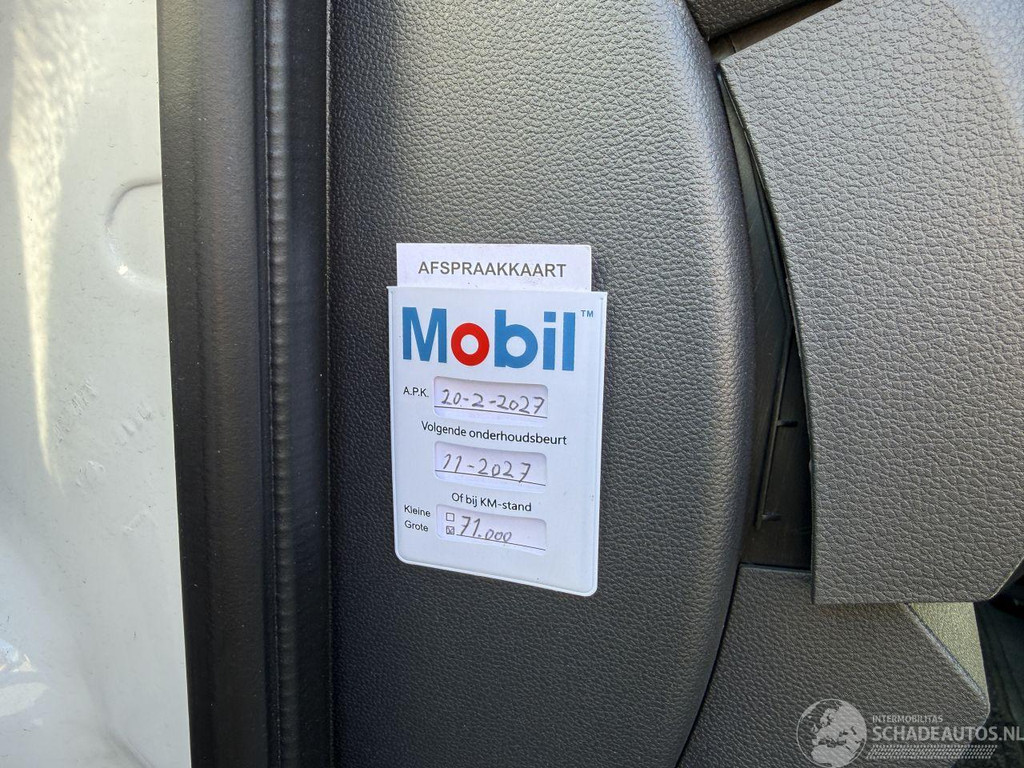 AFSPRAAKKAART
Mobil™
A.P.K. 20-2-2027
Volgende onderhoudsbeurt
11-2027
Of bij KM-stand
Kleine
Grote 71.000
INTERMOBILITAS
SCHADEAUTOS.NL